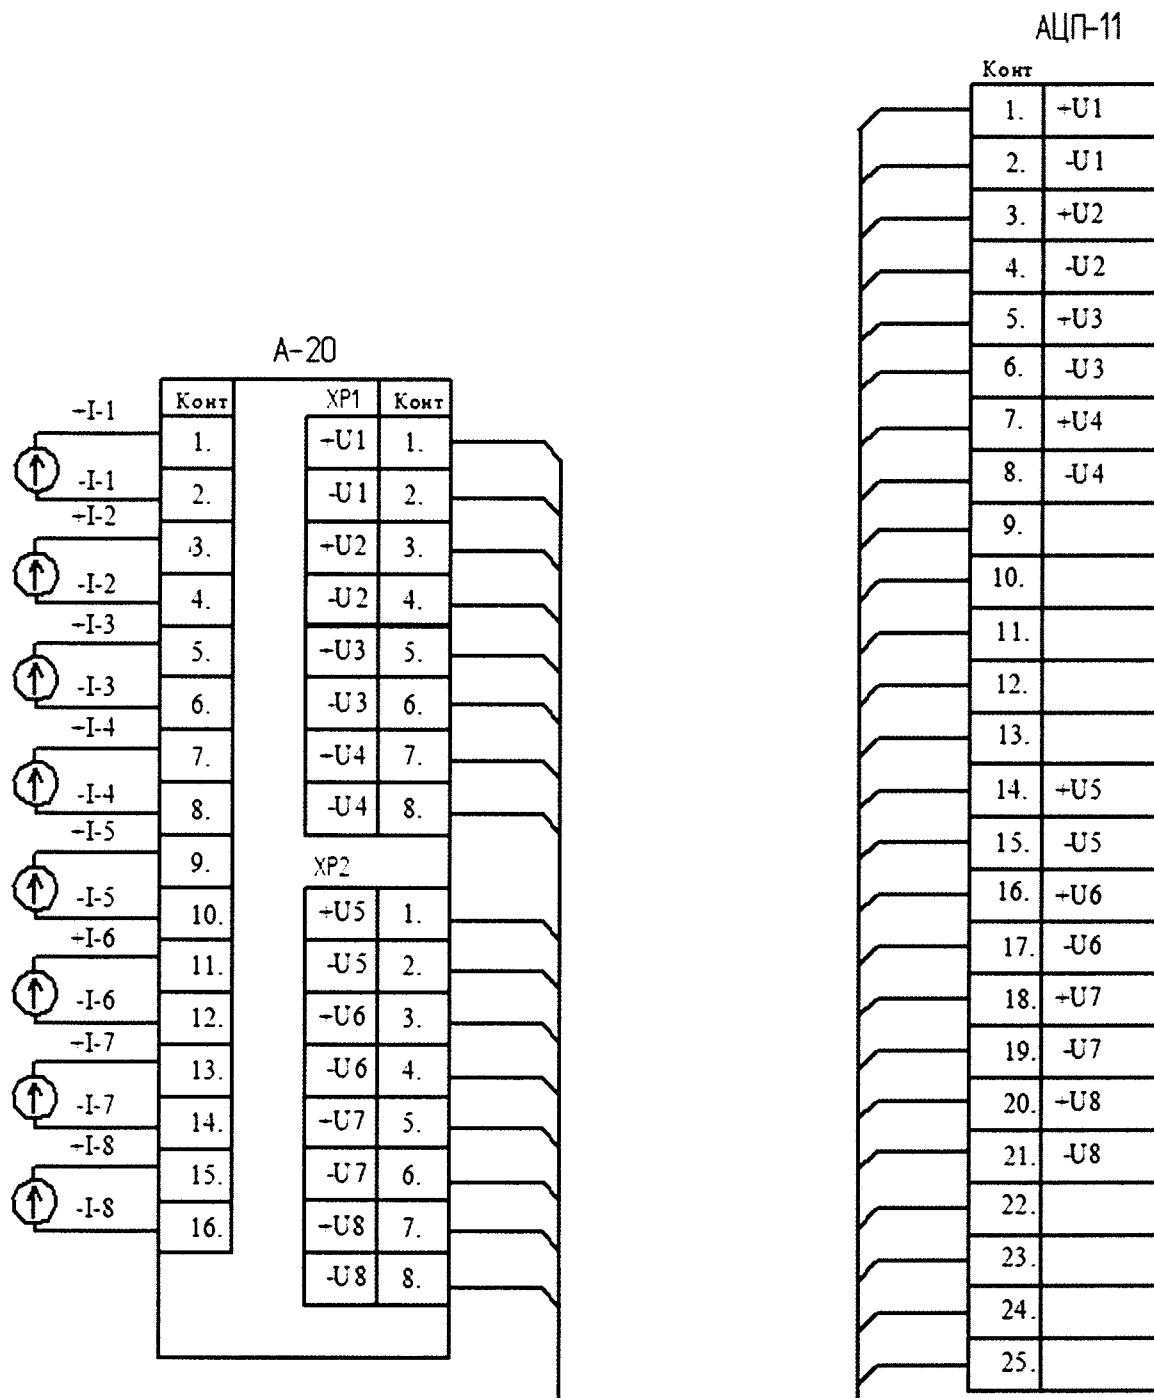 АЦП-11
Конт
1. +U1
2. -U1
3. +U2
4. -U2
5. +U3
6. -U3
7. +U4
8. -U4
9.
10.
11.
12.
13.
14. +U5
15. -U5
16. +U6
17. -U6
18. +U7
19. -U7
20. +U8
21. -U8
22.
23.
24.
25.
А-20
Конт
+I-1
1.
-I-1
2.
+I-2
3.
-I-2
4.
+I-3
5.
-I-3
6.
+I-4
7.
-I-4
8.
+I-5
9.
-I-5
10.
+I-6
11.
-I-6
12.
+I-7
13.
-I-7
14.
+I-8
15.
-I-8
16.
XP1 Конт
+U1 1.
-U1 2.
+U2 3.
-U2 4.
+U3 5.
-U3 6.
+U4 7.
-U4 8.
XP2
+U5 1.
-U5 2.
+U6 3.
-U6 4.
+U7 5.
-U7 6.
+U8 7.
-U8 8.